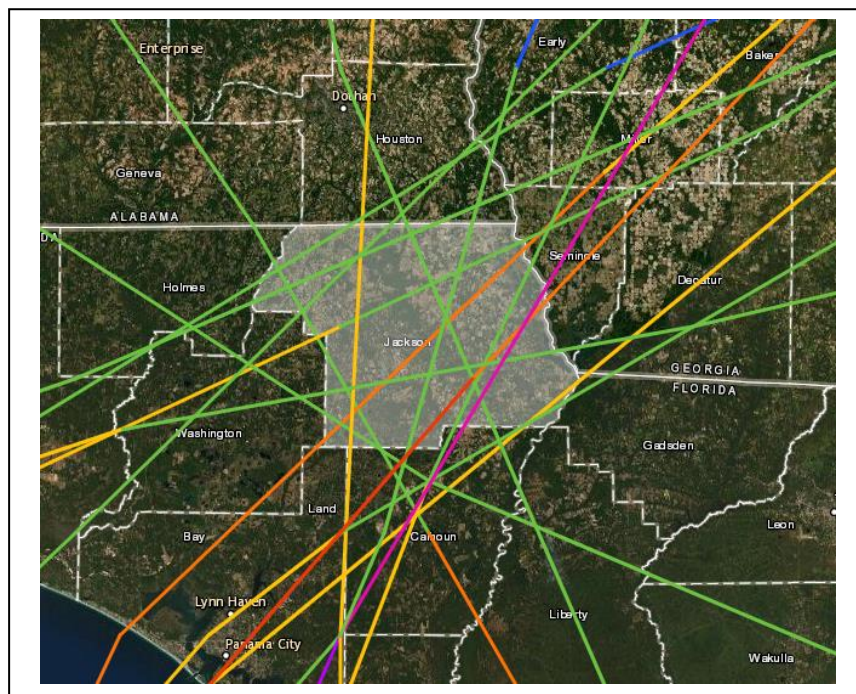 Enterprise
Early
Baker
Dothan
Houston
Miller
Geneva
ALABAMA
DA
Seminole
Holmes
Decatur
Jackson
GEORGIA
FLORIDA
Washington
Gadsden
Land
Leon
Bay
Calhoun
Lynn Haven
Liberty
Panama City
Wakulla